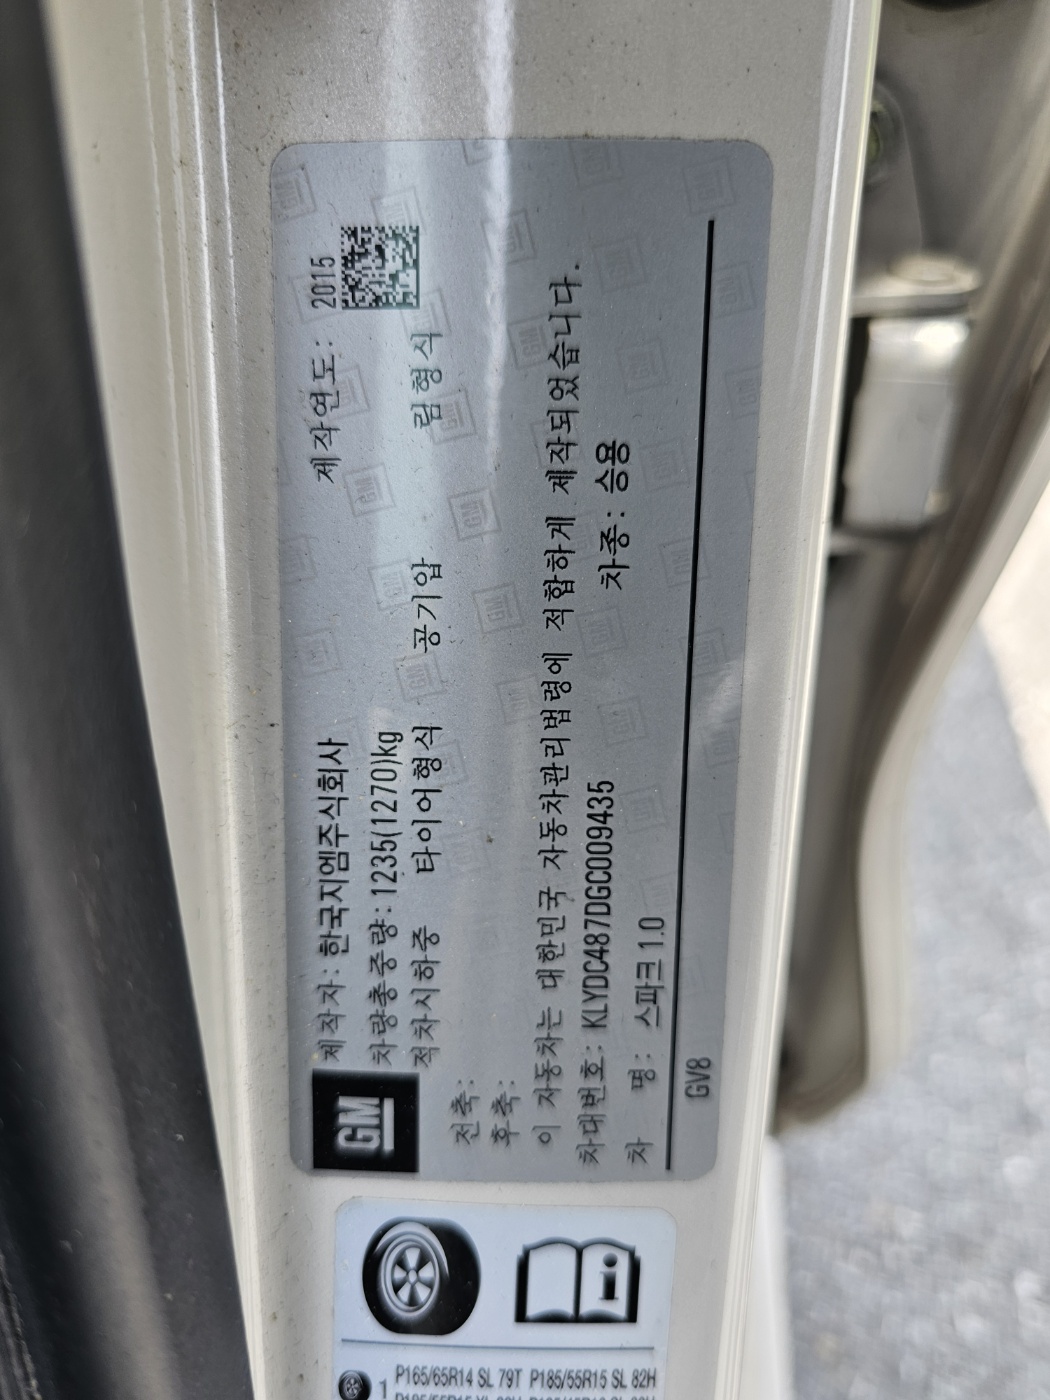 GM
제작자: 한국지엠주식회사 제작연도: 2015
차량총중량: 1235(1270)kg
적차시하중 타이어형식 공기압 림형식
전축:
후축:
이 자동차는 대한민국 자동차관리법령에 적합하게 제작되었습니다.
차대번호: KLYDC487DGC009435 차종: 승용
차 명: 스파크 1.0
GV8
1 P165/65R14 SL 79T P185/55R15 SL 82H